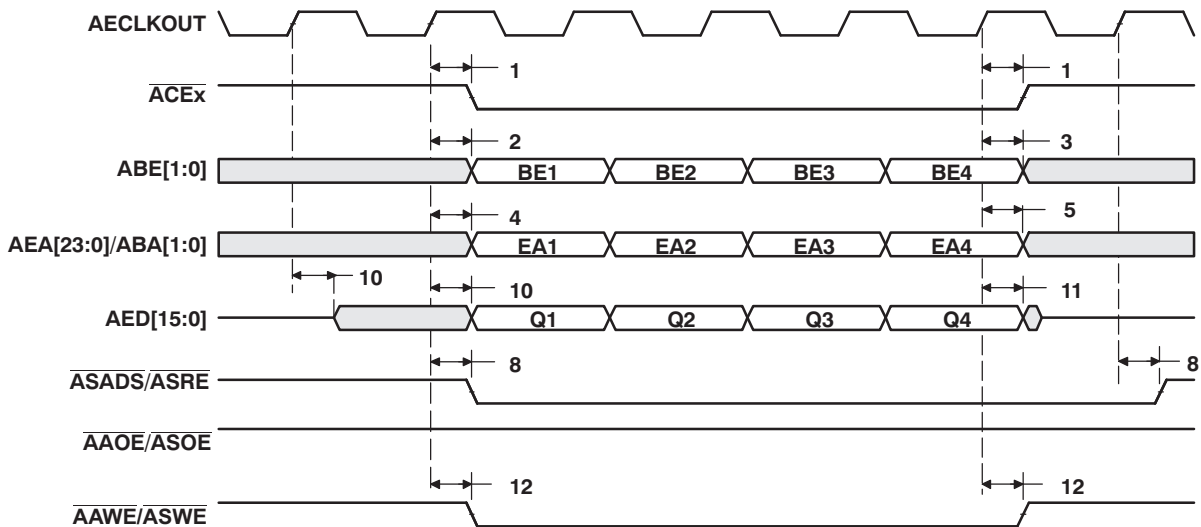 AECLKOUT
1 1
ACEx
2 3
ABE[1:0] BE1 BE2 BE3 BE4
4 5
AEA[23:0]/ABA[1:0] EA1 EA2 EA3 EA4
10 10 11
AED[15:0] Q1 Q2 Q3 Q4
8 8
ASADS/ASRE
AAOE/ASOE
12 12
AAWE/ASWE